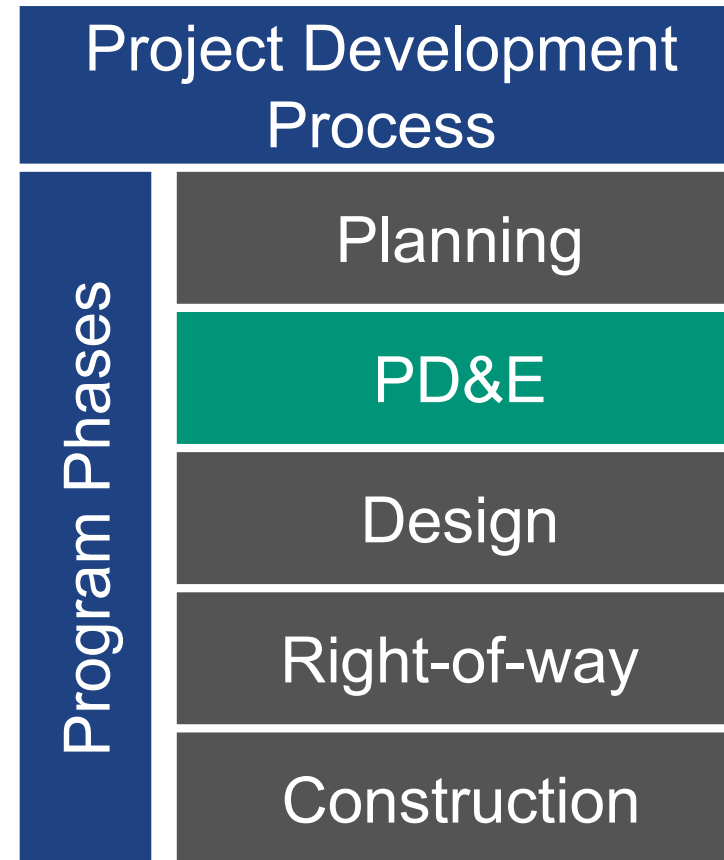 Project Development
Process
Program Phases
Planning
PD&E
Design
Right-of-way
Construction